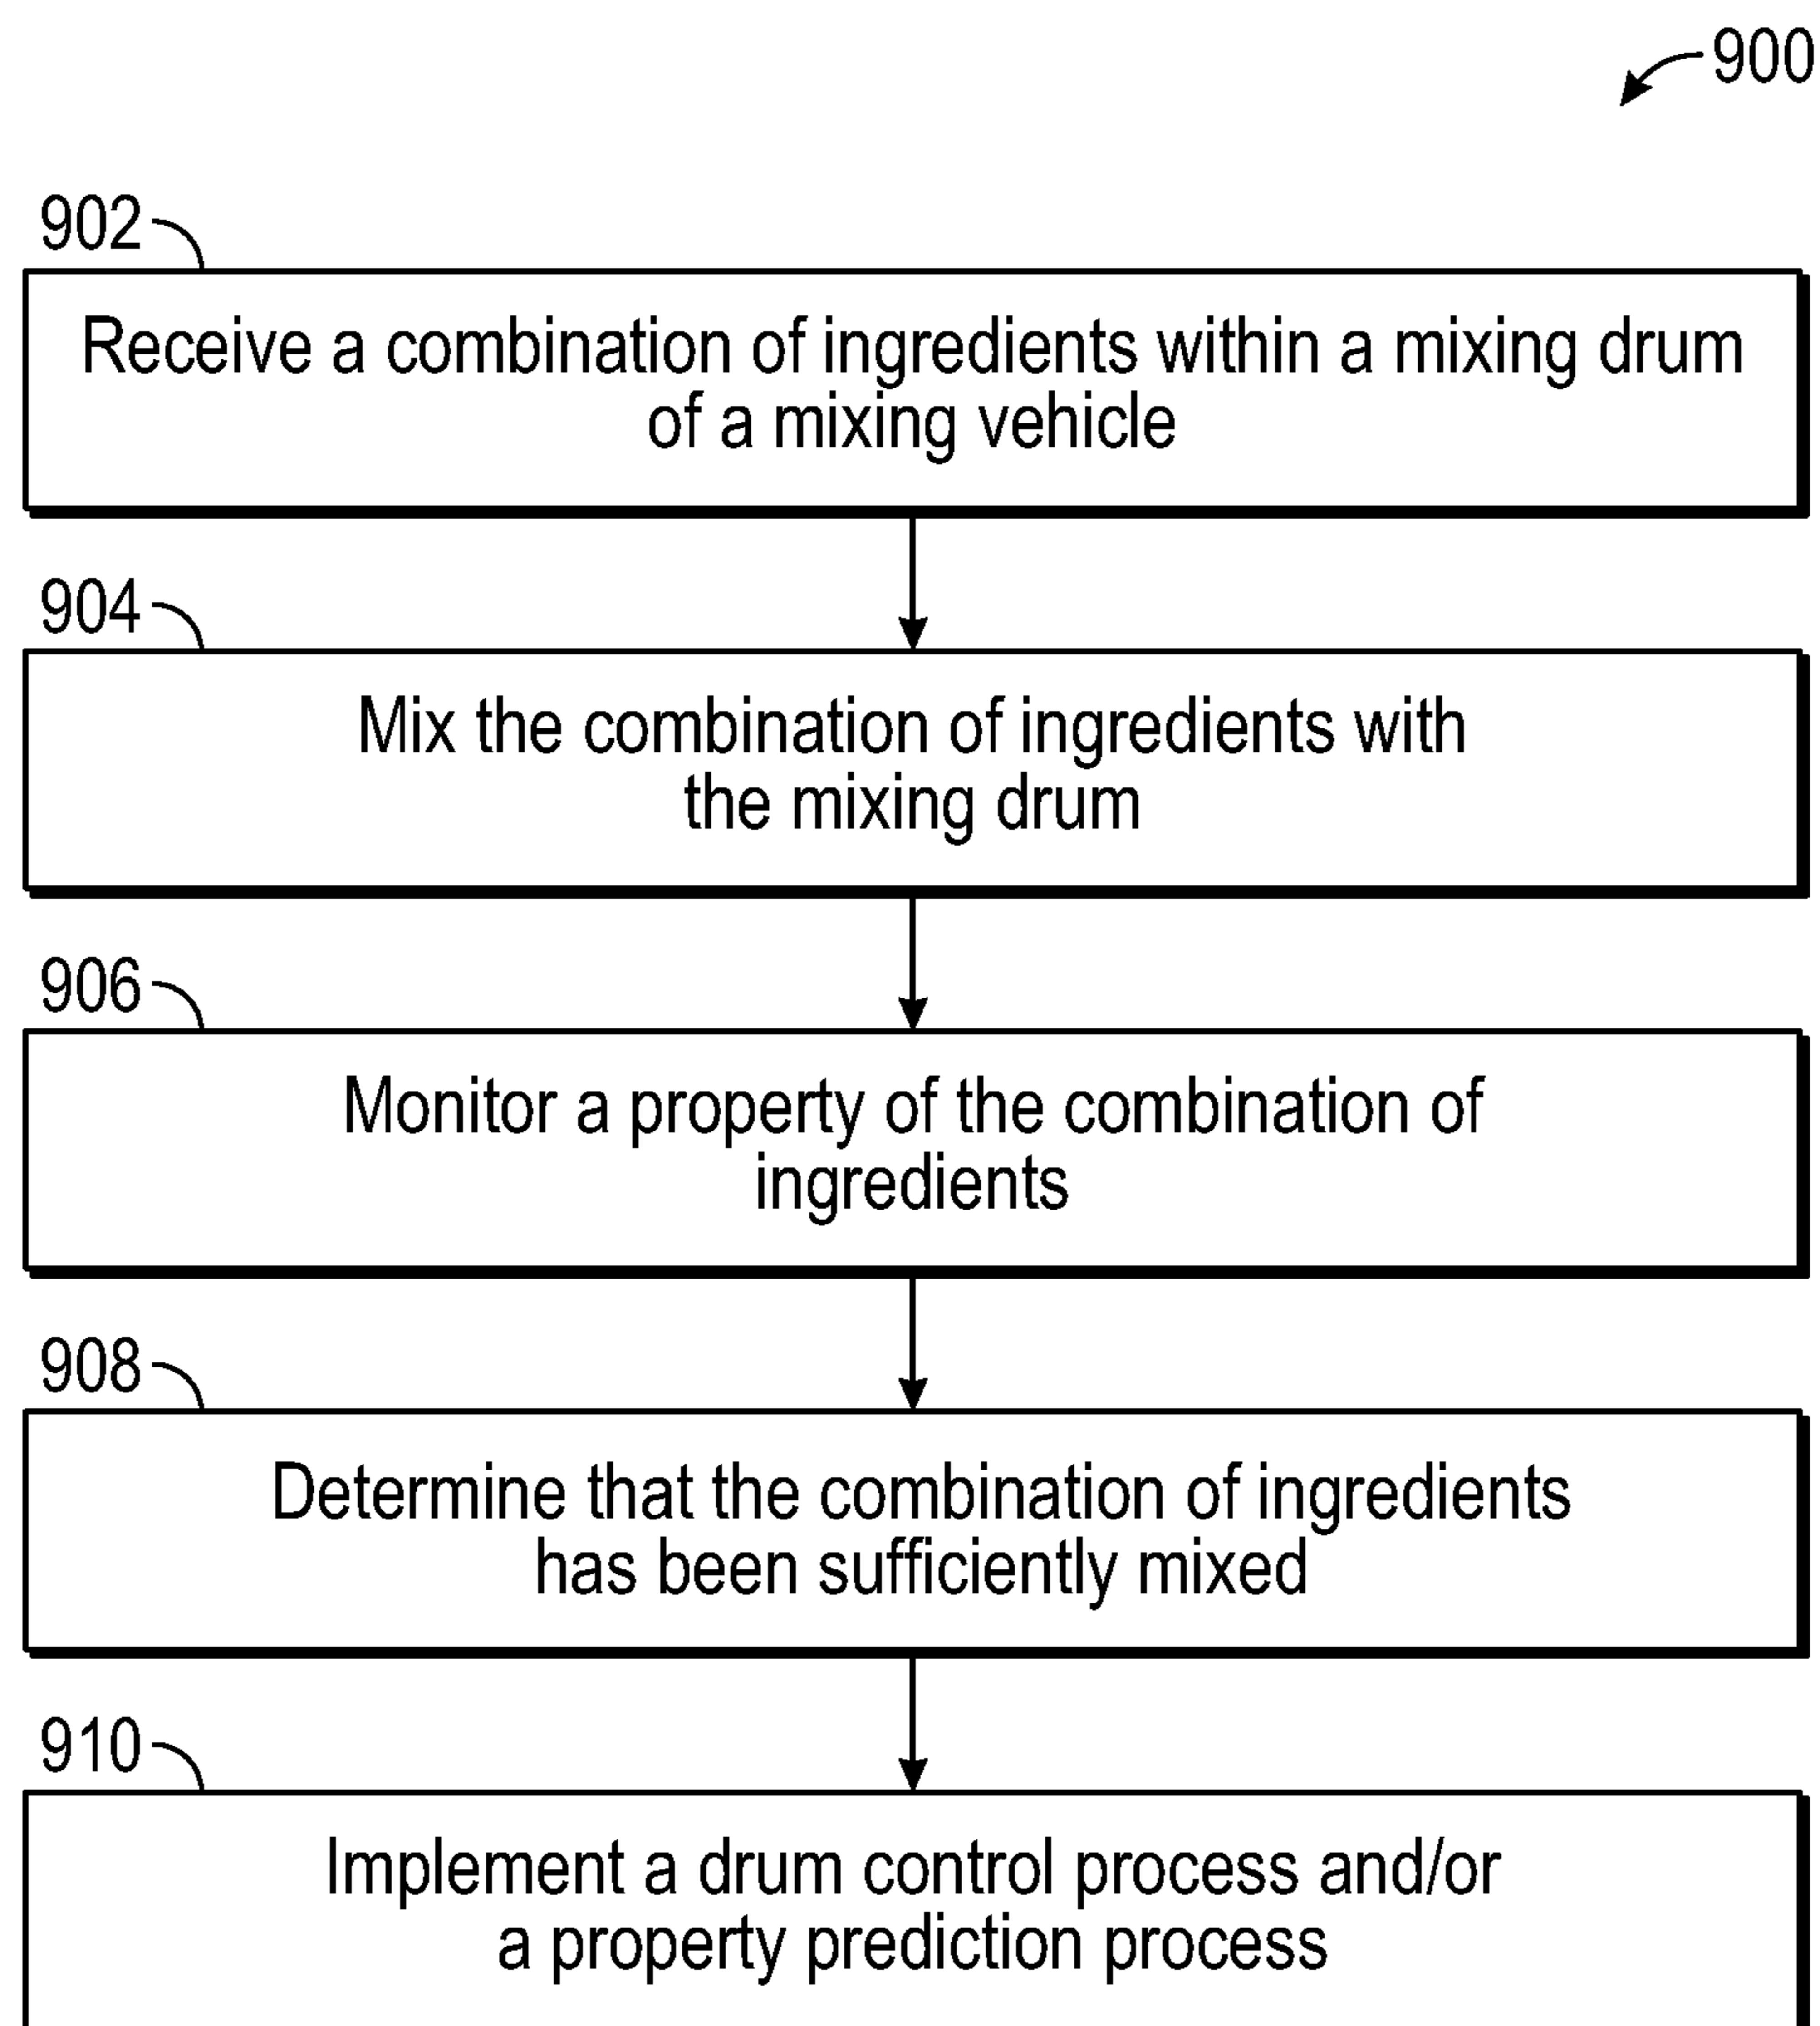 900
902
Receive a combination of ingredients within a mixing drum
of a mixing vehicle
904
Mix the combination of ingredients with
the mixing drum
906
Monitor a property of the combination of
ingredients
908
Determine that the combination of ingredients
has been sufficiently mixed
910
Implement a drum control process and/or
a property prediction process